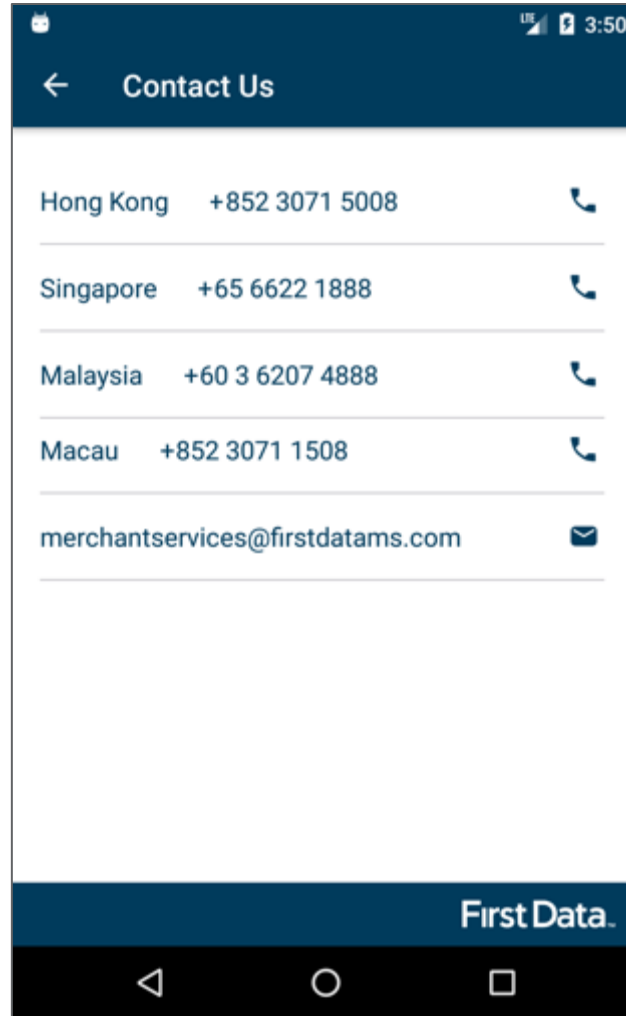 LTE 3:50
Contact Us
Hong Kong +852 3071 5008
Singapore +65 6622 1888
Malaysia +60 3 6207 4888
Macau +852 3071 1508
merchantservices@firstdatams.com
First Data